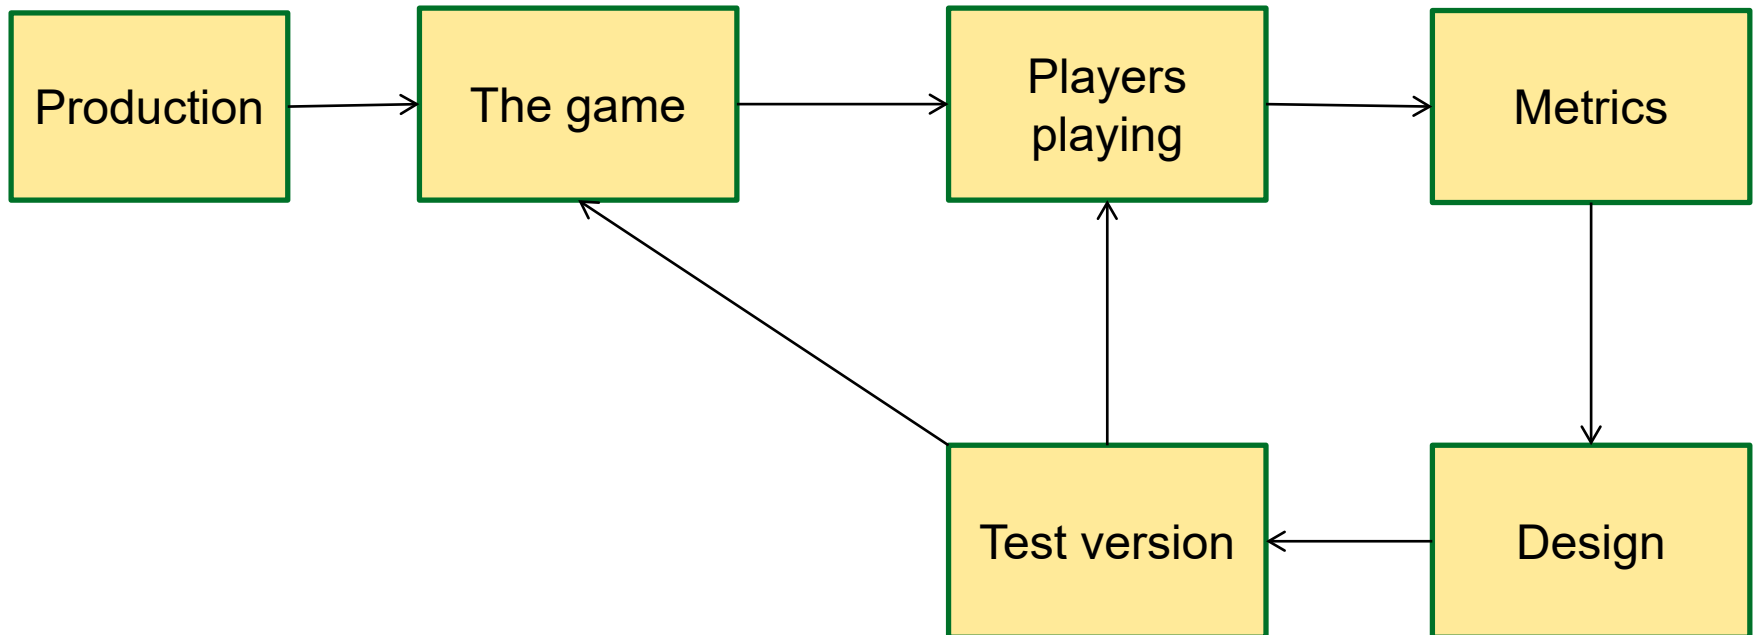 Production
The game
Players
playing
Metrics
Test version
Design